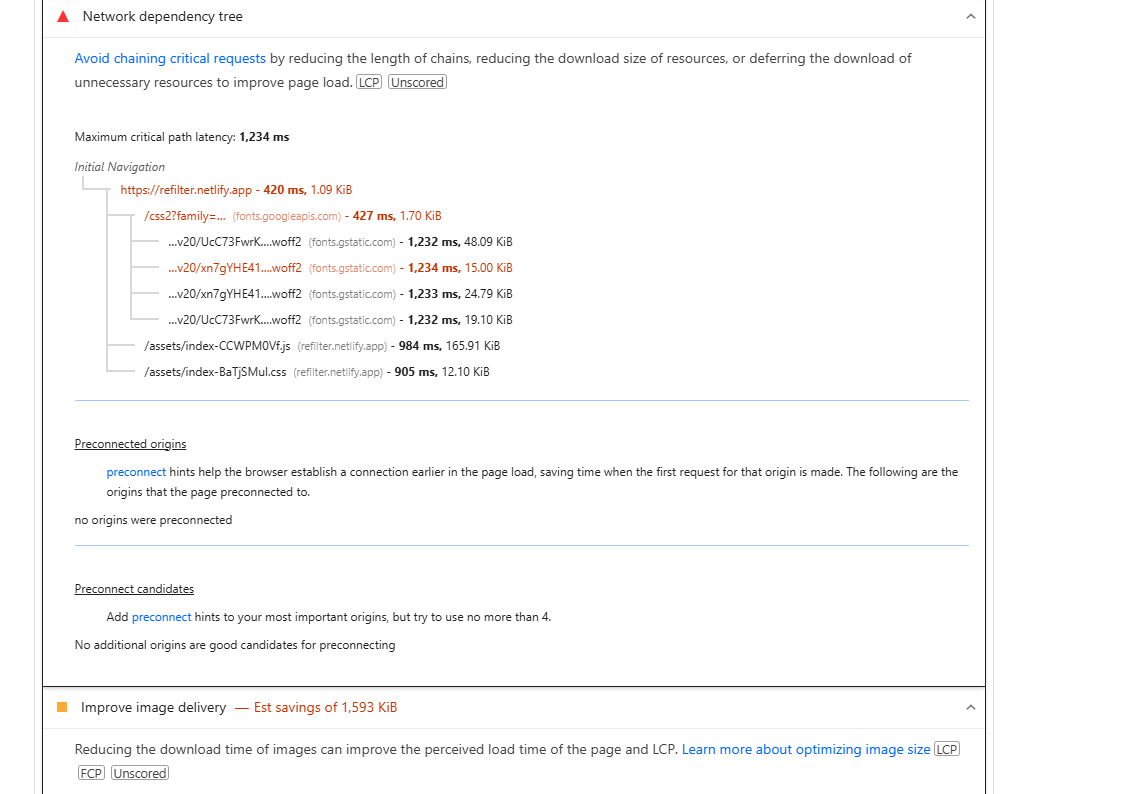 Network dependency tree
Avoid chaining critical requests by reducing the length of chains, reducing the download size of resources, or deferring the download of
unnecessary resources to improve page load. LCP Unscored
Maximum critical path latency: 1,234 ms
Initial Navigation
https://refilter.netlify.app - 420 ms, 1.09 KiB
/css2?family=... (fonts.googleapis.com) - 427 ms, 1.70 KiB
...v20/UcC73FwrK....woff2 (fonts.gstatic.com) - 1,232 ms, 48.09 KiB
...v20/xn7gYHE41....woff2 (fonts.gstatic.com) - 1,234 ms, 15.00 KiB
...v20/xn7gYHE41....woff2 (fonts.gstatic.com) - 1,233 ms, 24.79 KiB
...v20/UcC73FwrK....woff2 (fonts.gstatic.com) - 1,232 ms, 19.10 KiB
/assets/index-CCWPM0Vf.js (refilter.netlify.app) - 984 ms, 165.91 KiB
/assets/index-BaTjSMul.css (refilter.netlify.app) - 905 ms, 12.10 KiB
Preconnected origins
preconnect hints help the browser establish a connection earlier in the page load, saving time when the first request for that origin is made. The following are the
origins that the page preconnected to.
no origins were preconnected
Preconnect candidates
Add preconnect hints to your most important origins, but try to use no more than 4.
No additional origins are good candidates for preconnecting
Improve image delivery — Est savings of 1,593 KiB
Reducing the download time of images can improve the perceived load time of the page and LCP. Learn more about optimizing image size LCP
FCP Unscored